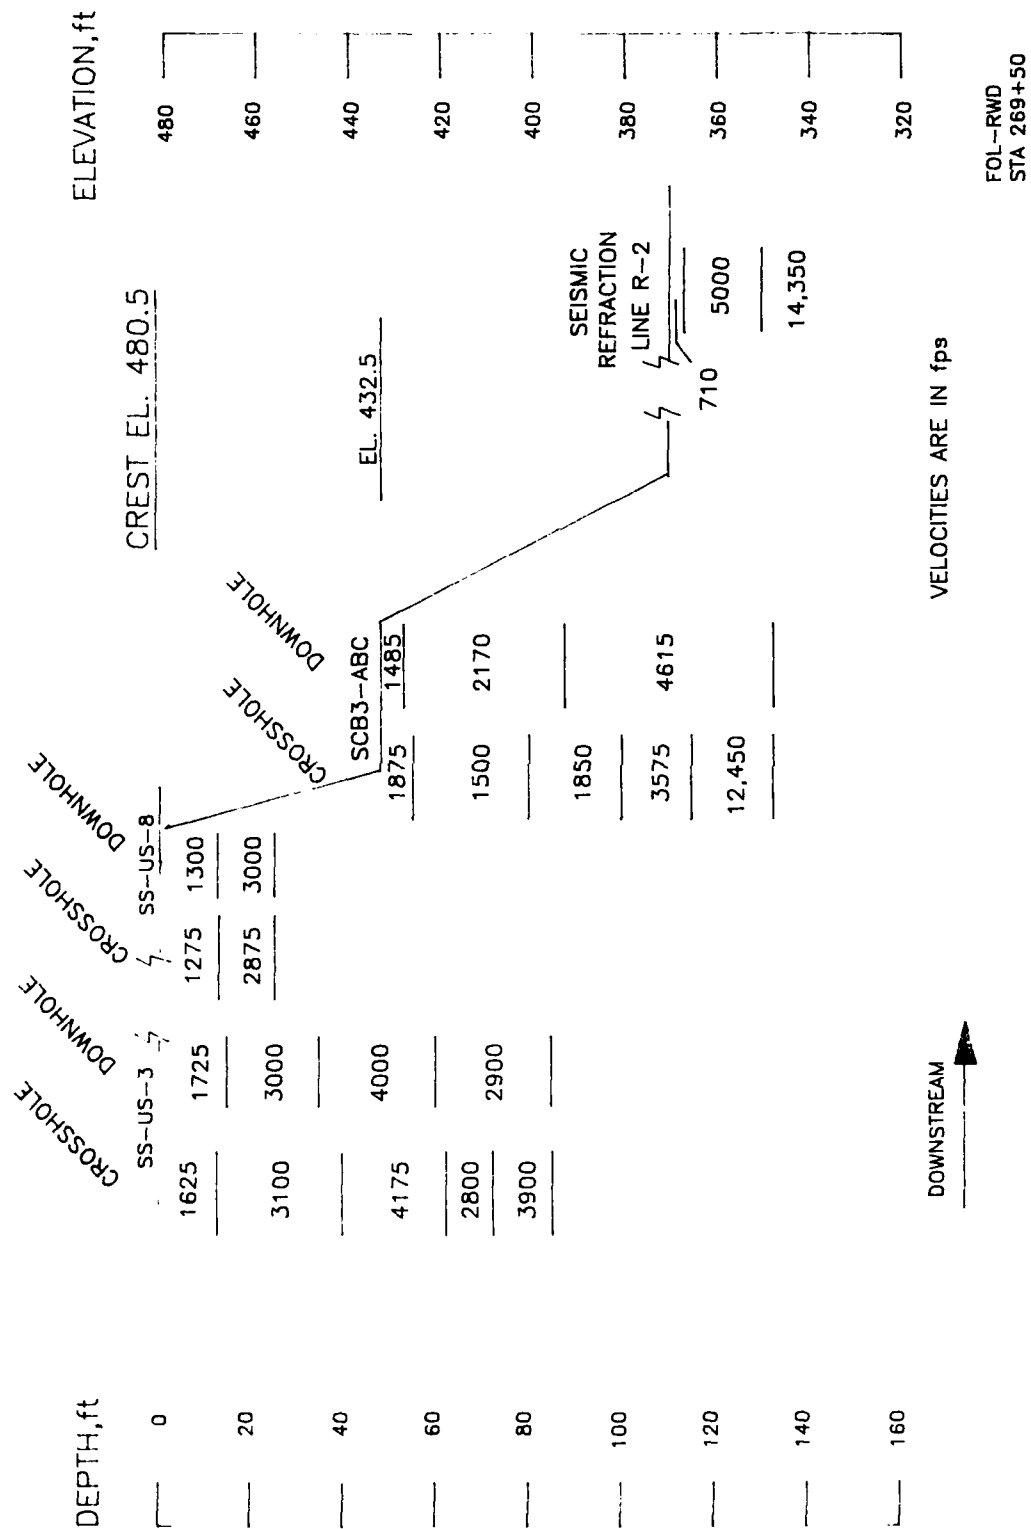 DEPTH,ft
0
20
40
60
80
100
120
140
160
CROSSHOLE
DOWNHOLE
CROSSHOLE
DOWNHOLE
SS-US-3
SS-US-8
1625
3100
4175
2800
3900
1725
3000
4000
2900
1275
2875
1300
3000
CROSSHOLE
DOWNHOLE
SCB3-ABC
1875
1500
1850
3575
12,450
1485
2170
4615
CREST EL. 480.5
EL. 432.5
SEISMIC
REFRACTION
LINE R-2
710
5000
14,350
ELEVATION,ft
480
460
440
420
400
380
360
340
320
DOWNSTREAM
VELOCITIES ARE IN fps
FOL-RWD
STA 269+50